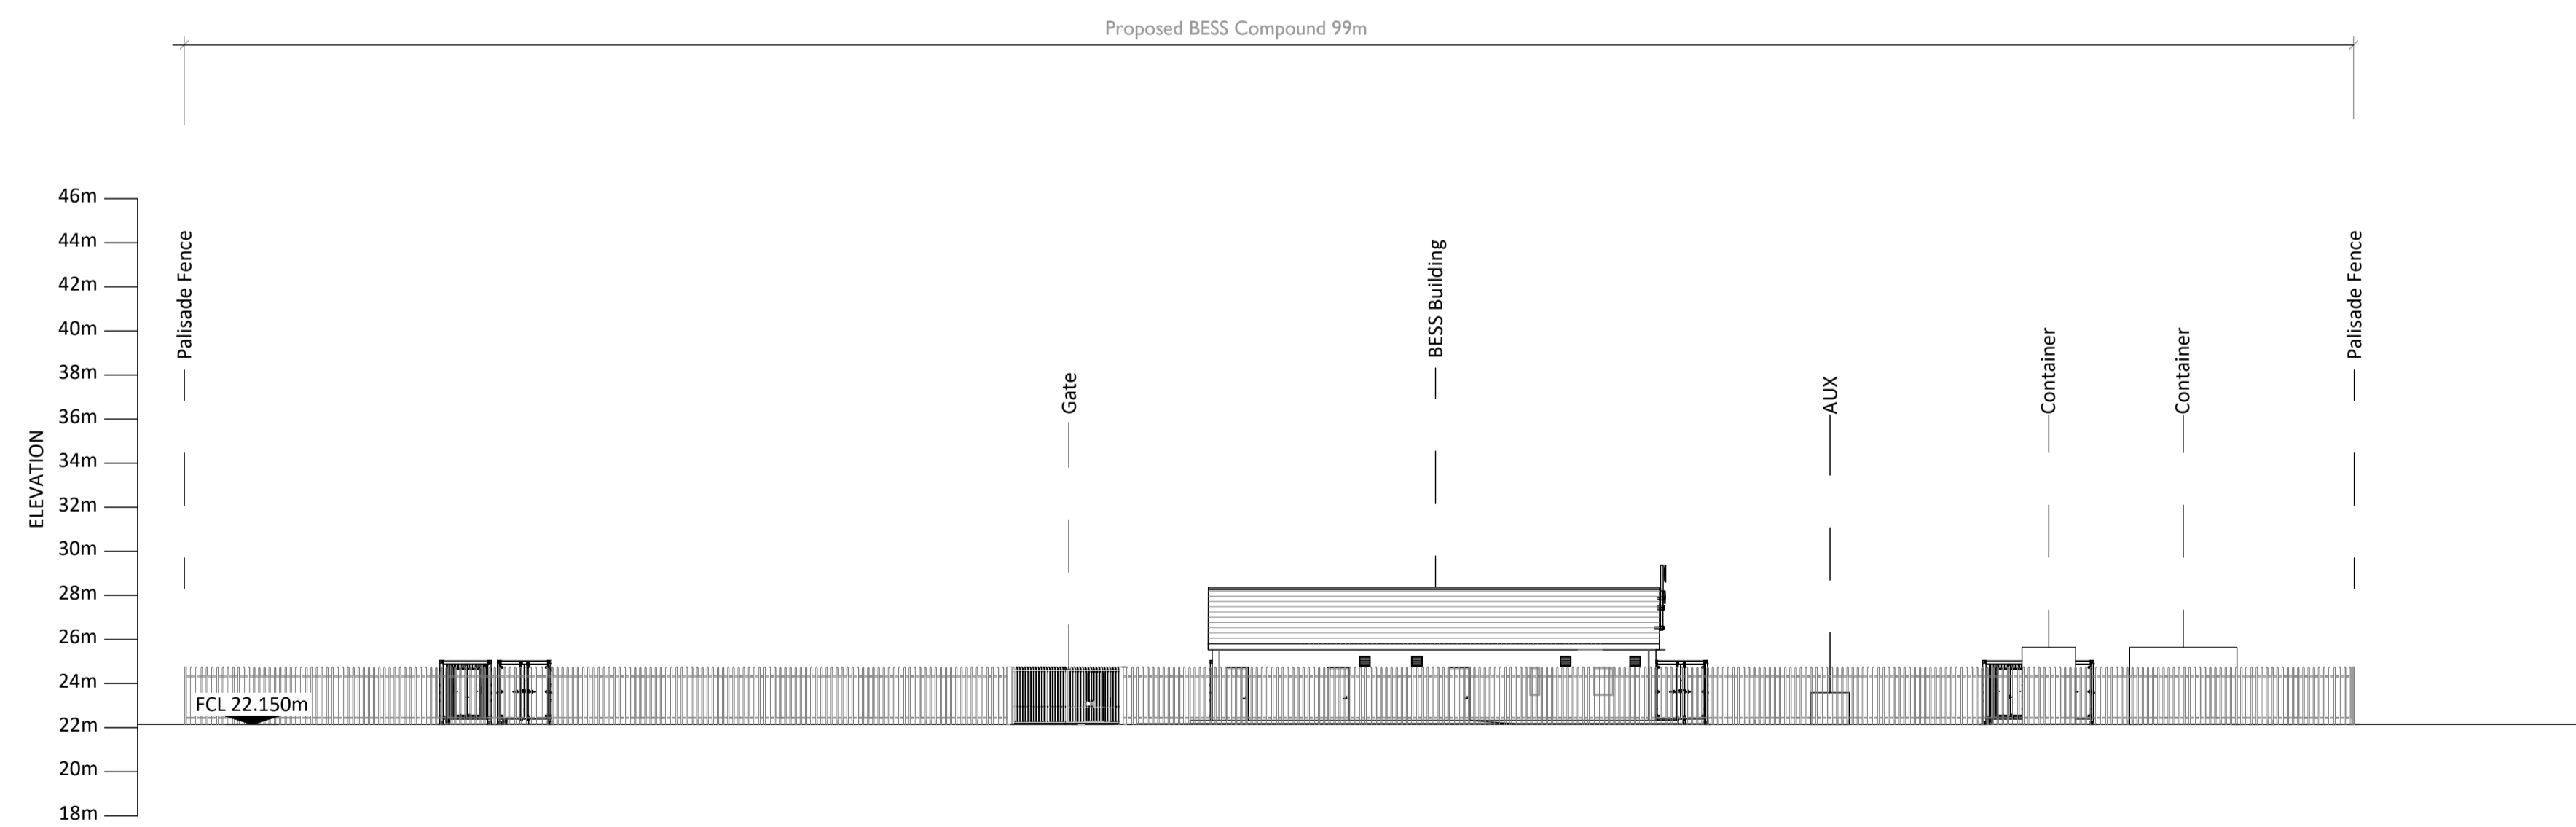 Proposed BESS Compound 99m
46m
44m
42m
40m
38m
36m
34m
32m
30m
28m
26m
24m
22m
20m
18m
ELEVATION
Palisade Fence
Gate
BESS Building
AUX
Container
Container
Palisade Fence
FCL 22.150m